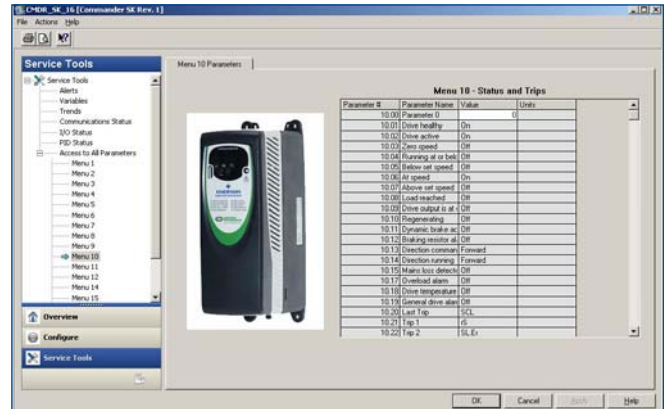 CMDR_SK_16 [Commander SK Rev. 1]
File Actions Help
Service Tools
Service Tools
Alerts
Variables
Trends
Communications Status
I/O Status
PID Status
Access to All Parameters
Menu 1
Menu 2
Menu 3
Menu 4
Menu 5
Menu 6
Menu 7
Menu 8
Menu 9
Menu 10
Menu 11
Menu 12
Menu 14
Menu 15
Overview
Configure
Service Tools
Menu 10 Parameters
EMERSON
Menu 10 - Status and Trips
Parameter # Parameter Name Value Units
10.00 Parameter 0 0
10.01 Drive healthy On
10.02 Drive active On
10.03 Zero speed Off
10.04 Running at or belo Off
10.05 Below set speed Off
10.06 At speed On
10.07 Above set speed Off
10.08 Load reached Off
10.09 Drive output is at Off
10.10 Regenerating Off
10.11 Dynamic brake ac Off
10.12 Braking resistor al Off
10.13 Direction comman Forward
10.14 Direction running Forward
10.15 Mains loss detecti Off
10.17 Overload alarm Off
10.18 Drive temperature Off
10.19 General drive alar Off
10.20 Last Trip SCL
10.21 Trip 1 rS
10.22 Trip 2 SL.Er
OK Cancel Apply Help